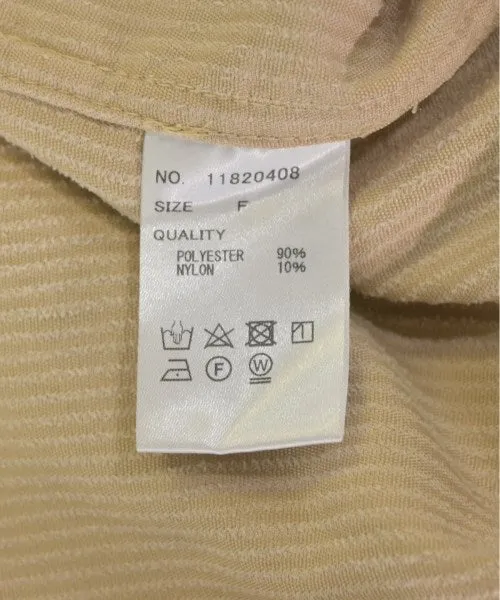 NO. 11820408
SIZE F
QUALITY
POLYESTER 90%
NYLON 10%
F W